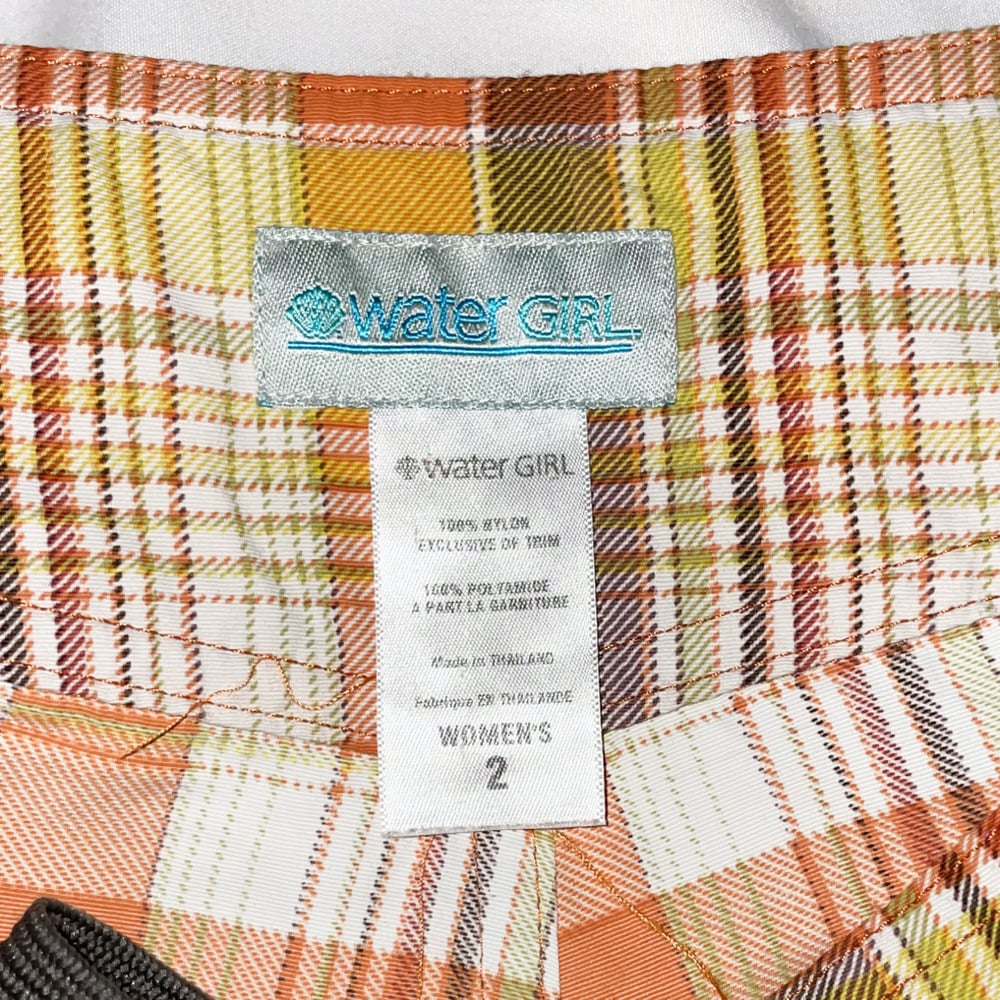 water GIRL
water GIRL
100% NYLON
EXCLUSIVE OF TRIM
100% POLYAMIDE
A PART LA GARNITURE
Made in THAILAND
Fabrique EN THAILANDE
WOMEN'S
2